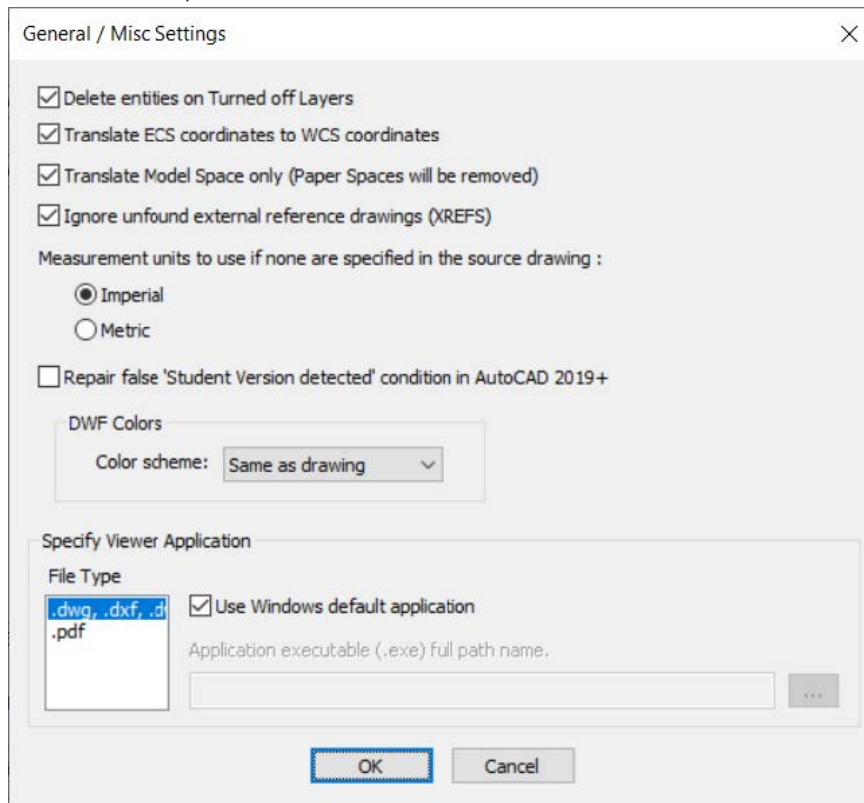 General / Misc Settings
Delete entities on Turned off Layers
Translate ECS coordinates to WCS coordinates
Translate Model Space only (Paper Spaces will be removed)
Ignore unfound external reference drawings (XREFS)
Measurement units to use if none are specified in the source drawing :
Imperial
Metric
Repair false 'Student Version detected' condition in AutoCAD 2019+
DWF Colors
Color scheme: Same as drawing
Specify Viewer Application
File Type
.dwg, .dxf, .d
Use Windows default application
.pdf
Application executable (.exe) full path name.
...
OK Cancel